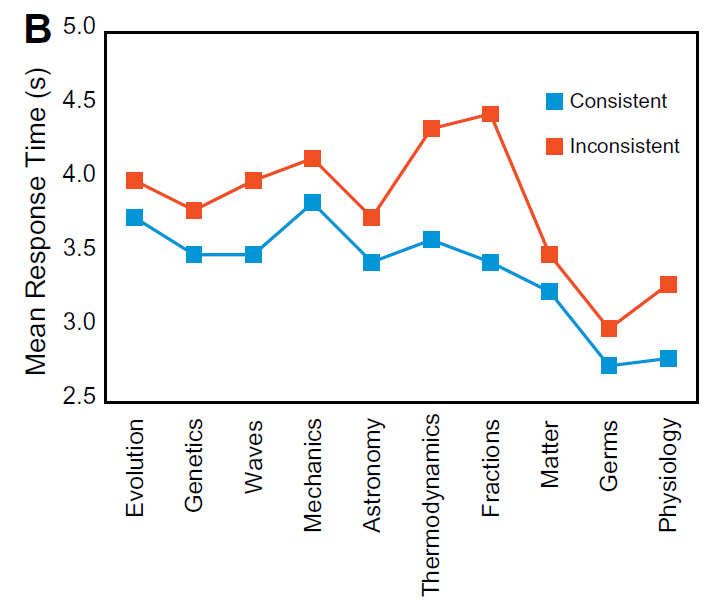 B
5.0
4.5
4.0
3.5
3.0
2.5
Mean Response Time (s)
Consistent
Inconsistent
Evolution
Genetics
Waves
Mechanics
Astronomy
Thermodynamics
Fractions
Matter
Germs
Physiology